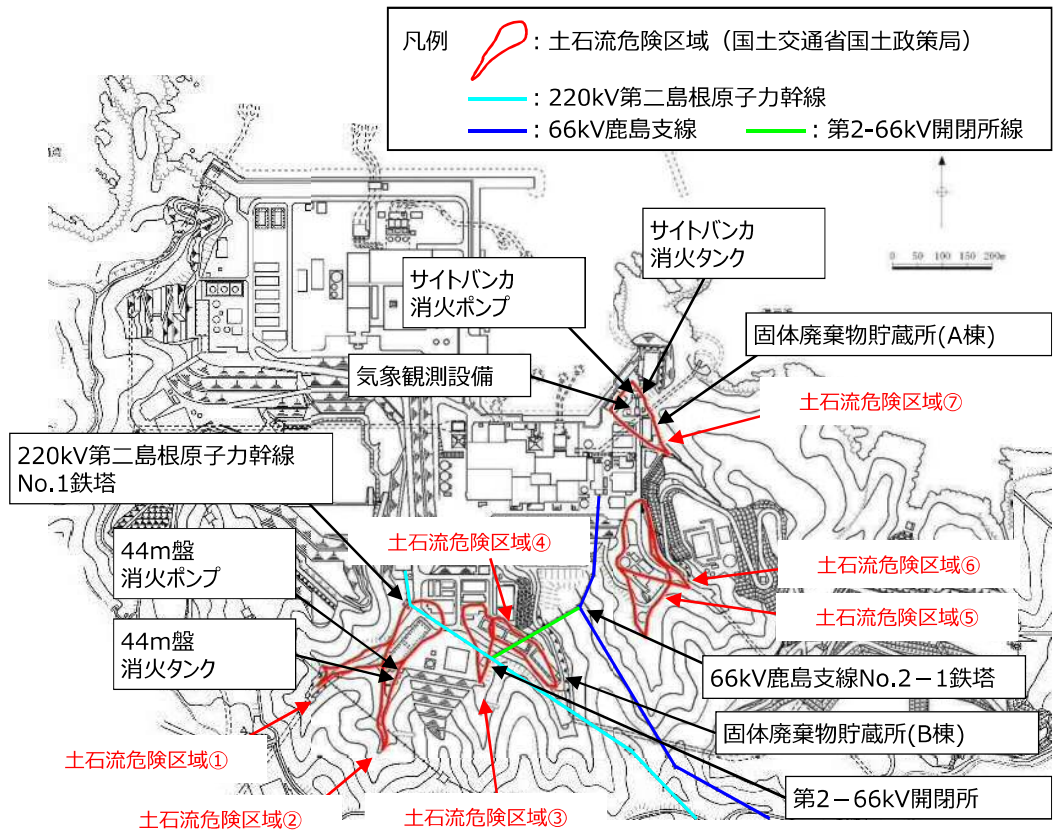 凡例
：土石流危険区域（国土交通省国土政策局）
：220kV第二島根原子力幹線
：66kV鹿島支線
：第2-66kV開閉所線
サイトバンカ
消火タンク
0 50 100 150 200m
サイトバンカ
消火ポンプ
固体廃棄物貯蔵所(A棟)
気象観測設備
土石流危険区域⑦
220kV第二島根原子力幹線
No.1鉄塔
土石流危険区域④
44m盤
消火ポンプ
土石流危険区域⑥
土石流危険区域⑤
44m盤
消火タンク
66kV鹿島支線No.2－1鉄塔
固体廃棄物貯蔵所(B棟)
土石流危険区域①
第2－66kV開閉所
土石流危険区域②
土石流危険区域③